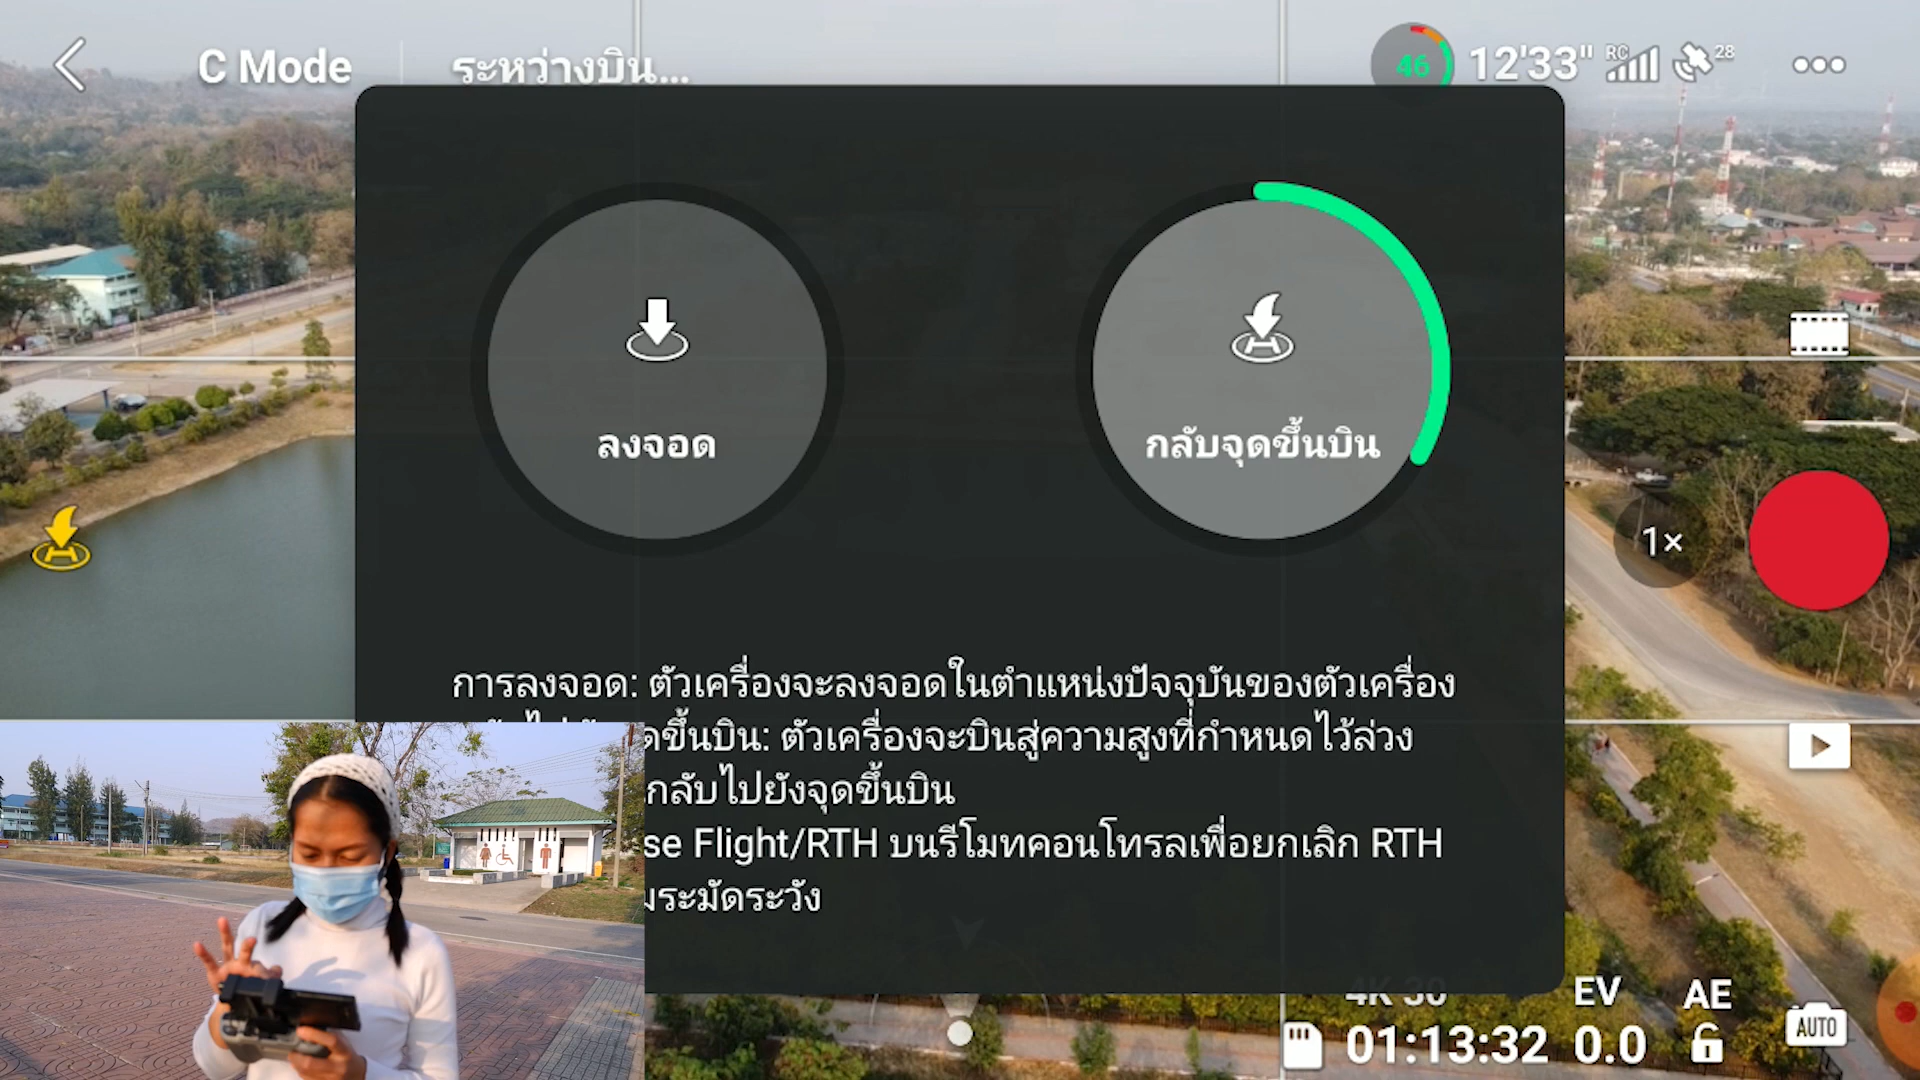 C Mode
ระหว่างบิน...
46
12'33"
RC
28
ลงจอด
กลับจุดขึ้นบิน
1×
การลงจอด: ตัวเครื่องจะลงจอดในตำแหน่งปัจจุบันของตัวเครื่อง
ดขึ้นบิน: ตัวเครื่องจะบินสู่ความสูงที่กำหนดไว้ล่วง
กลับไปยังจุดขึ้นบิน
se Flight/RTH บนรีโมทคอนโทรลเพื่อยกเลิก RTH
ระมัดระวัง
4K 30
EV
AE
01:13:32
0.0
AUTO